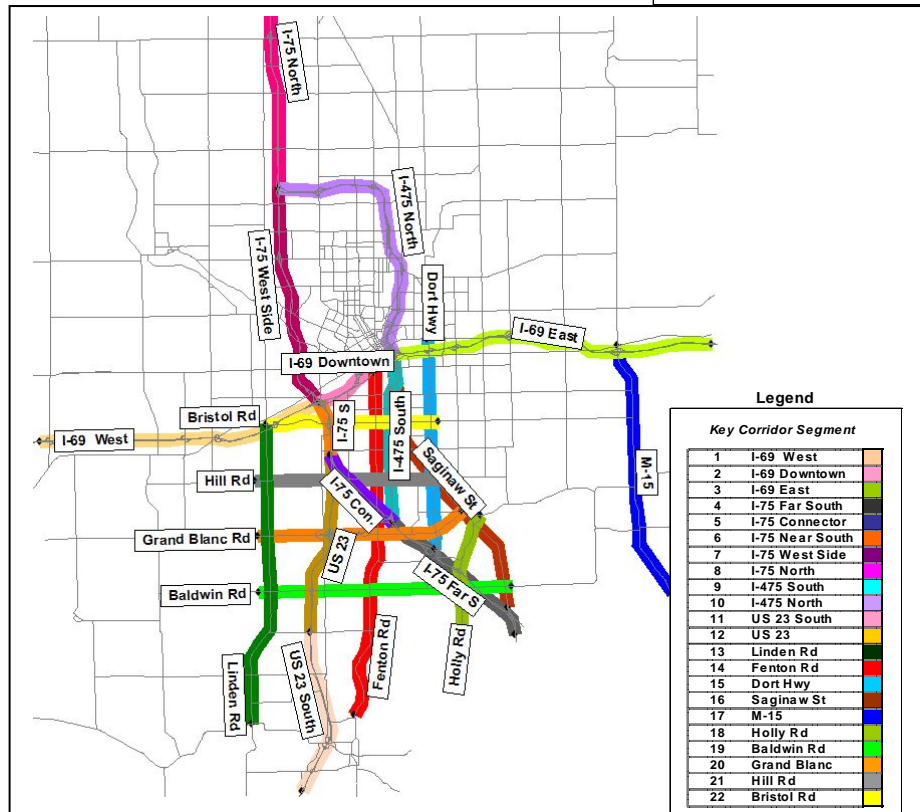 I-75 North
I-475 North
I-75 West Side
Dort Hwy
I-69 East
I-69 Downtown
Bristol Rd
I-75 S
I-475 South
I-69 West
Saginaw St
M-15
Hill Rd
I-75 Con.
Grand Blanc Rd
US 23
I-75 Far S
Baldwin Rd
Fenton Rd
Holly Rd
Linden Rd
US 23 South
Legend
Key Corridor Segment
1 I-69 West
2 I-69 Downtown
3 I-69 East
4 I-75 Far South
5 I-75 Connector
6 I-75 Near South
7 I-75 West Side
8 I-75 North
9 I-475 South
10 I-475 North
11 US 23 South
12 US 23
13 Linden Rd
14 Fenton Rd
15 Dort Hwy
16 Saginaw St
17 M-15
18 Holly Rd
19 Baldwin Rd
20 Grand Blanc
21 Hill Rd
22 Bristol Rd